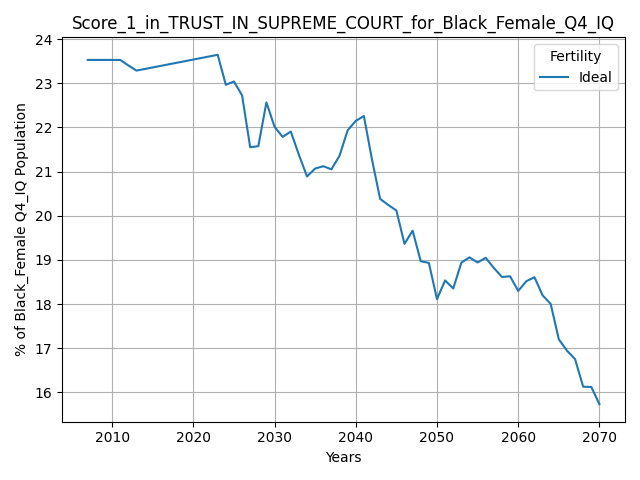 Score_1_in_TRUST_IN_SUPREME_COURT_for_Black_Female_Q4_IQ
24
23
22
21
20
19
18
17
16
% of Black_Female Q4_IQ Population
Fertility
Ideal
2010 2020 2030 2040 2050 2060 2070
Years